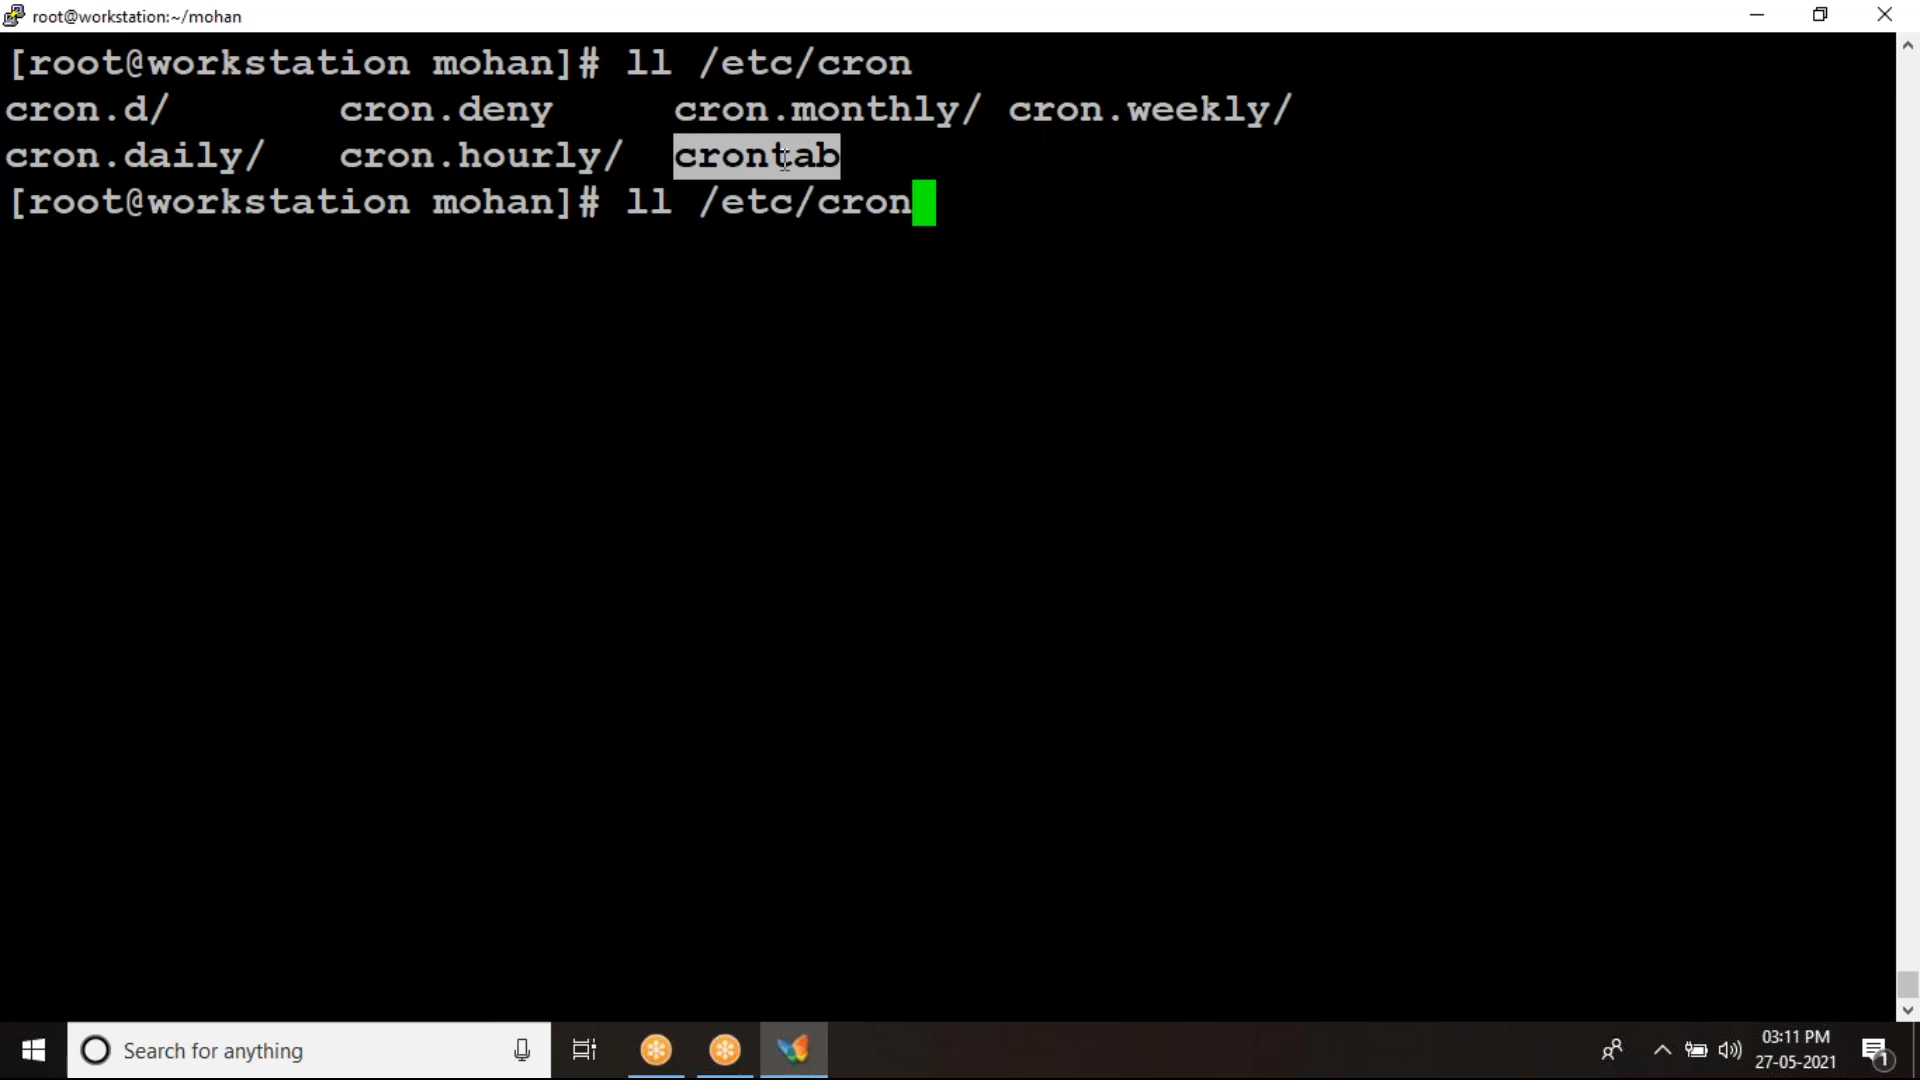 root@workstation:~/mohan
[root@workstation mohan]# ll /etc/cron
cron.d/ cron.deny cron.monthly/ cron.weekly/
cron.daily/ cron.hourly/ crontab
[root@workstation mohan]# ll /etc/cron
Search for anything
03:11 PM
27-05-2021
1